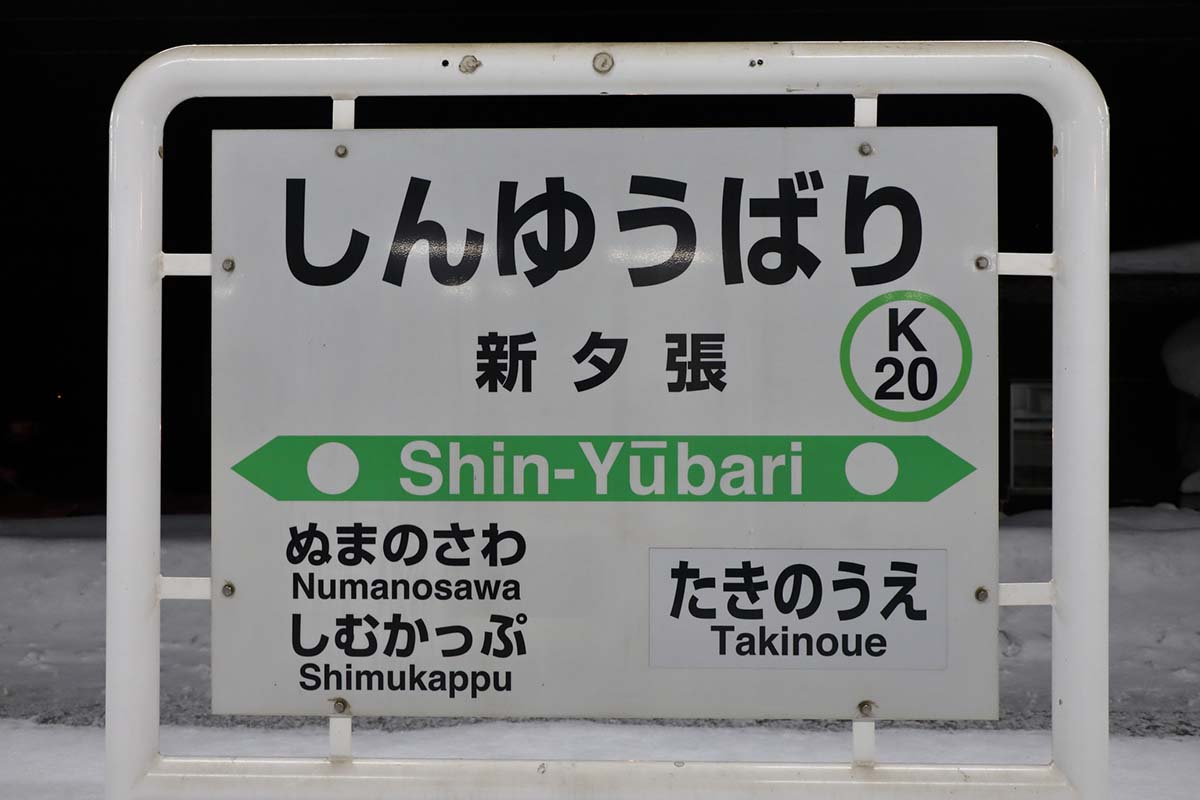 しんゆうばり
新夕張
K
20
Shin-Yūbari
ぬまのさわ
Numanosawa
しむかっぷ
Shimukappu
たきのうえ
Takinoue